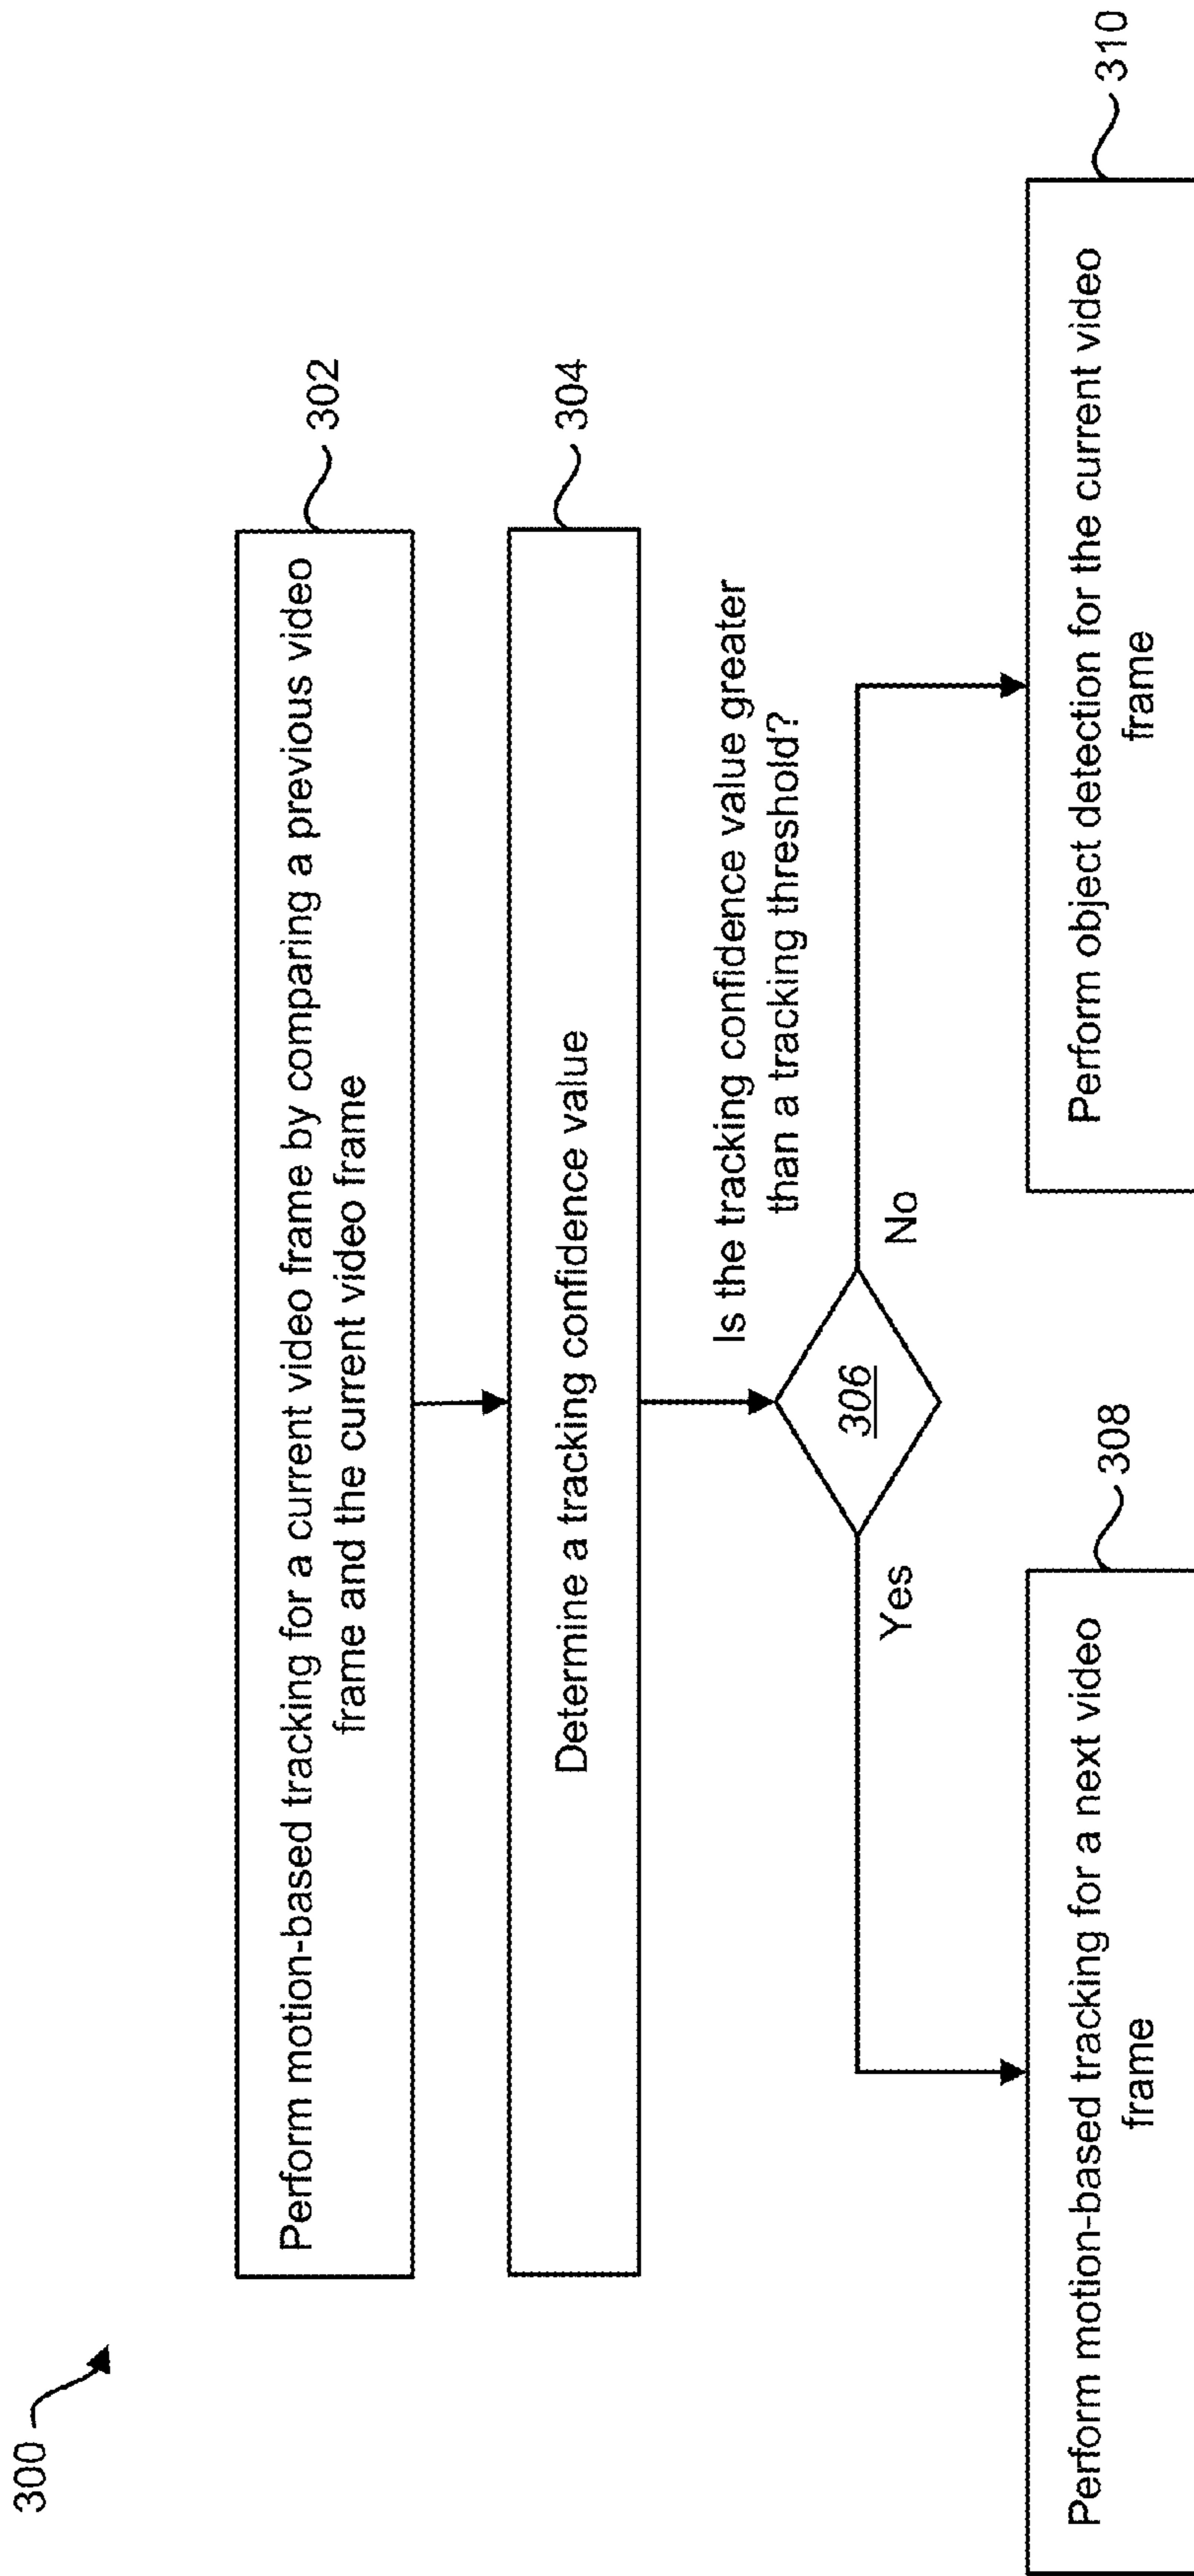 300
302
Perform motion-based tracking for a current video frame by comparing a previous video
frame and the current video frame
304
Determine a tracking confidence value
Is the tracking confidence value greater
than a tracking threshold?
306
Yes
No
308
Perform motion-based tracking for a next video
frame
310
Perform object detection for the current video
frame